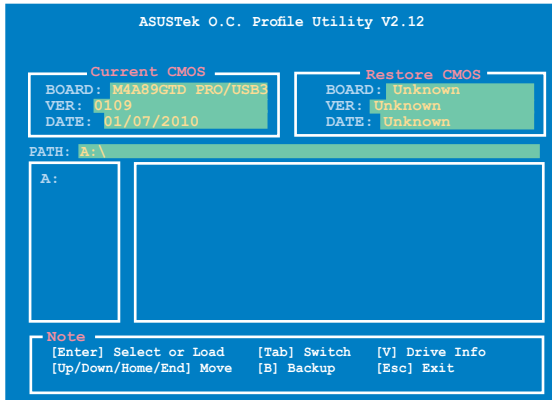 ASUSTek O.C. Profile Utility V2.12
Current CMOS
BOARD: M4A89GTD PRO/USB3
VER: 0109
DATE: 01/07/2010
Restore CMOS
BOARD: Unknown
VER: Unknown
DATE: Unknown
PATH: A:\
A:
Note
[Enter] Select or Load [Tab] Switch [V] Drive Info
[Up/Down/Home/End] Move [B] Backup [Esc] Exit